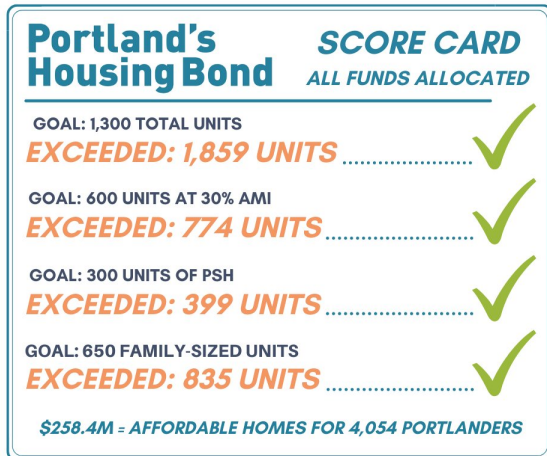 Portland's
Housing Bond
SCORE CARD
ALL FUNDS ALLOCATED
GOAL: 1,300 TOTAL UNITS
EXCEEDED: 1,859 UNITS
GOAL: 600 UNITS AT 30% AMI
EXCEEDED: 774 UNITS
GOAL: 300 UNITS OF PSH
EXCEEDED: 399 UNITS
GOAL: 650 FAMILY-SIZED UNITS
EXCEEDED: 835 UNITS
$258.4M = AFFORDABLE HOMES FOR 4,054 PORTLANDERS